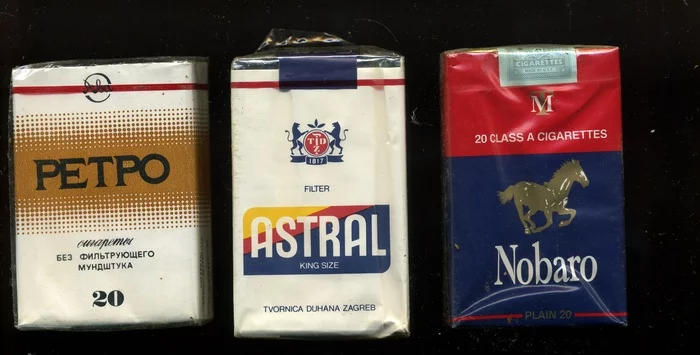 РЕТРО
сигареты
БЕЗ ФИЛЬТРУЮЩЕГО
МУНДШТУКА
20
TDZ
1817
FILTER
ASTRAL
KING SIZE
TVORNICA DUHANA ZAGREB
CIGARETTES
M
20 CLASS A CIGARETTES
Nobaro
PLAIN 20